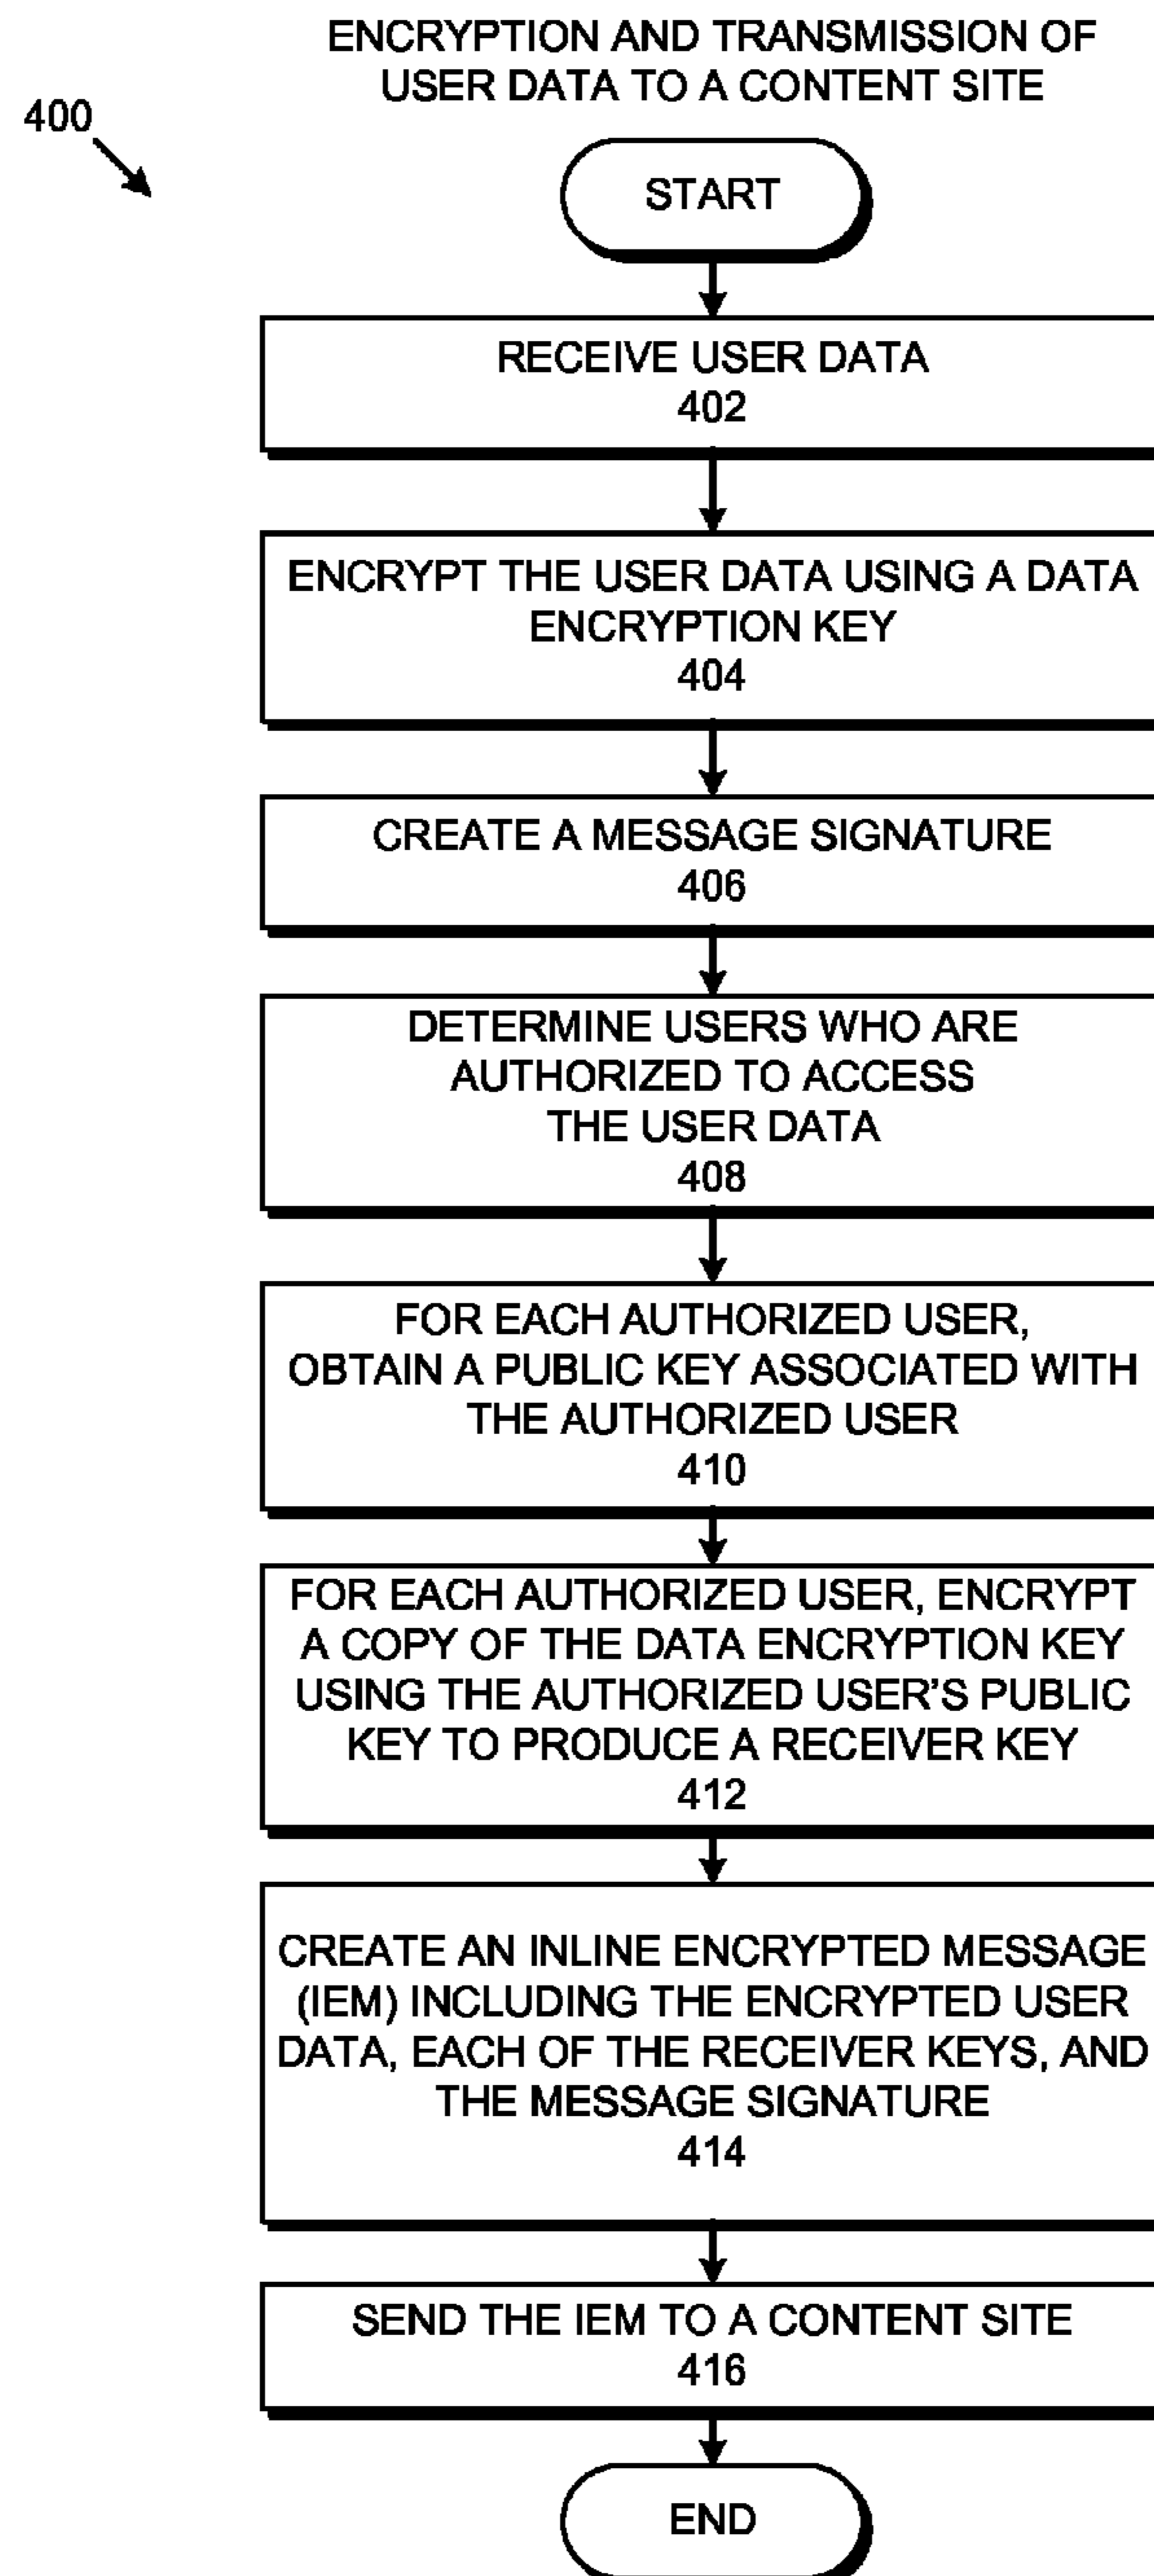 ENCRYPTION AND TRANSMISSION OF
USER DATA TO A CONTENT SITE
400
START
RECEIVE USER DATA
402
ENCRYPT THE USER DATA USING A DATA
ENCRYPTION KEY
404
CREATE A MESSAGE SIGNATURE
406
DETERMINE USERS WHO ARE
AUTHORIZED TO ACCESS
THE USER DATA
408
FOR EACH AUTHORIZED USER,
OBTAIN A PUBLIC KEY ASSOCIATED WITH
THE AUTHORIZED USER
410
FOR EACH AUTHORIZED USER, ENCRYPT
A COPY OF THE DATA ENCRYPTION KEY
USING THE AUTHORIZED USER'S PUBLIC
KEY TO PRODUCE A RECEIVER KEY
412
CREATE AN INLINE ENCRYPTED MESSAGE
(IEM) INCLUDING THE ENCRYPTED USER
DATA, EACH OF THE RECEIVER KEYS, AND
THE MESSAGE SIGNATURE
414
SEND THE IEM TO A CONTENT SITE
416
END